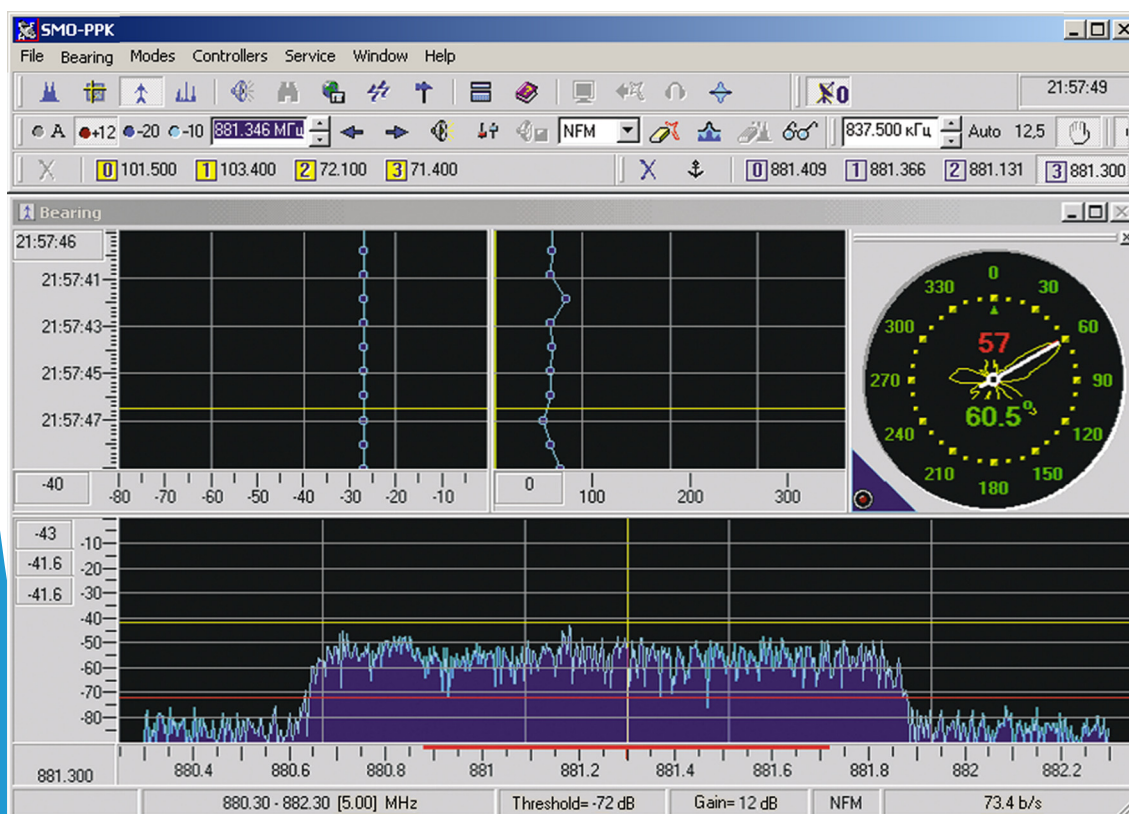 SMO-PPK
File Bearing Modes Controllers Service Window Help
21:57:49
A +12 -20 -10 881.346 МГц NFM 837.500 кГц Auto 12,5
0 101.500 1 103.400 2 72.100 3 71.400 0 881.409 1 881.366 2 881.131 3 881.300
Bearing
21:57:46
21:57:41
21:57:43
21:57:45
21:57:47
-40
-80 -70 -60 -50 -40 -30 -20 -10
0 100 200 300
0 30 60 90 120 150 180 210 240 270 300 330
57
60.5°
-43
-41.6
-41.6
-10
-20
-30
-40
-50
-60
-70
-80
881.300 880.4 880.6 880.8 881 881.2 881.4 881.6 881.8 882 882.2
880.30 - 882.30 [5.00] MHz Threshold= -72 dB Gain= 12 dB NFM 73.4 b/s